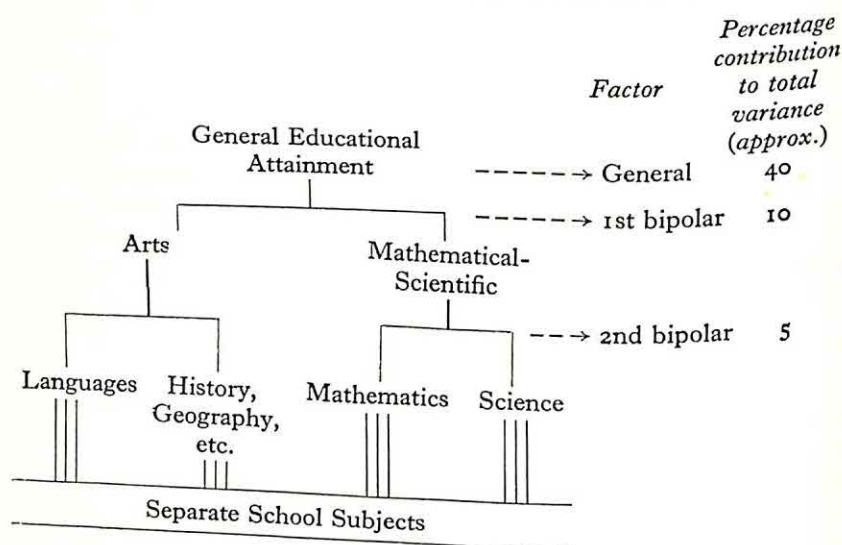 Percentage
contribution
Factor to total
variance
(approx.)
General Educational
Attainment
General 40
1st bipolar 10
Arts
Mathematical-
Scientific
2nd bipolar 5
Languages History, Mathematics Science
Geography,
etc.
Separate School Subjects